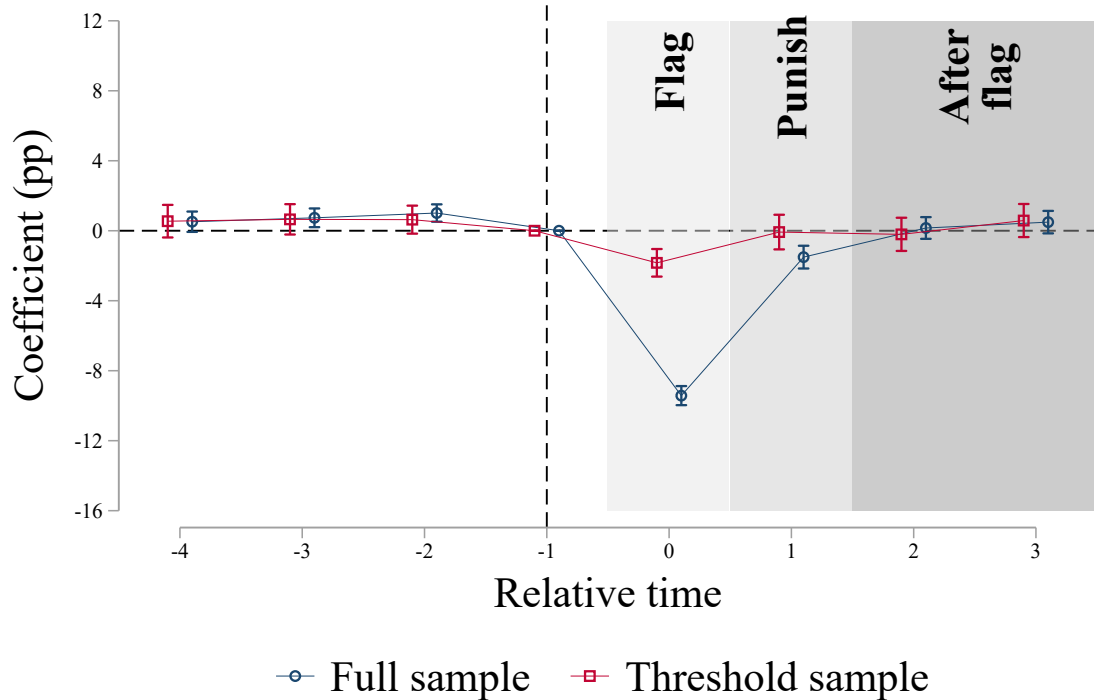 12
8
4
0
-4
-8
-12
-16
Coefficient (pp)
Flag
Punish
After
flag
-4 -3 -2 -1 0 1 2 3
Relative time
Full sample Threshold sample